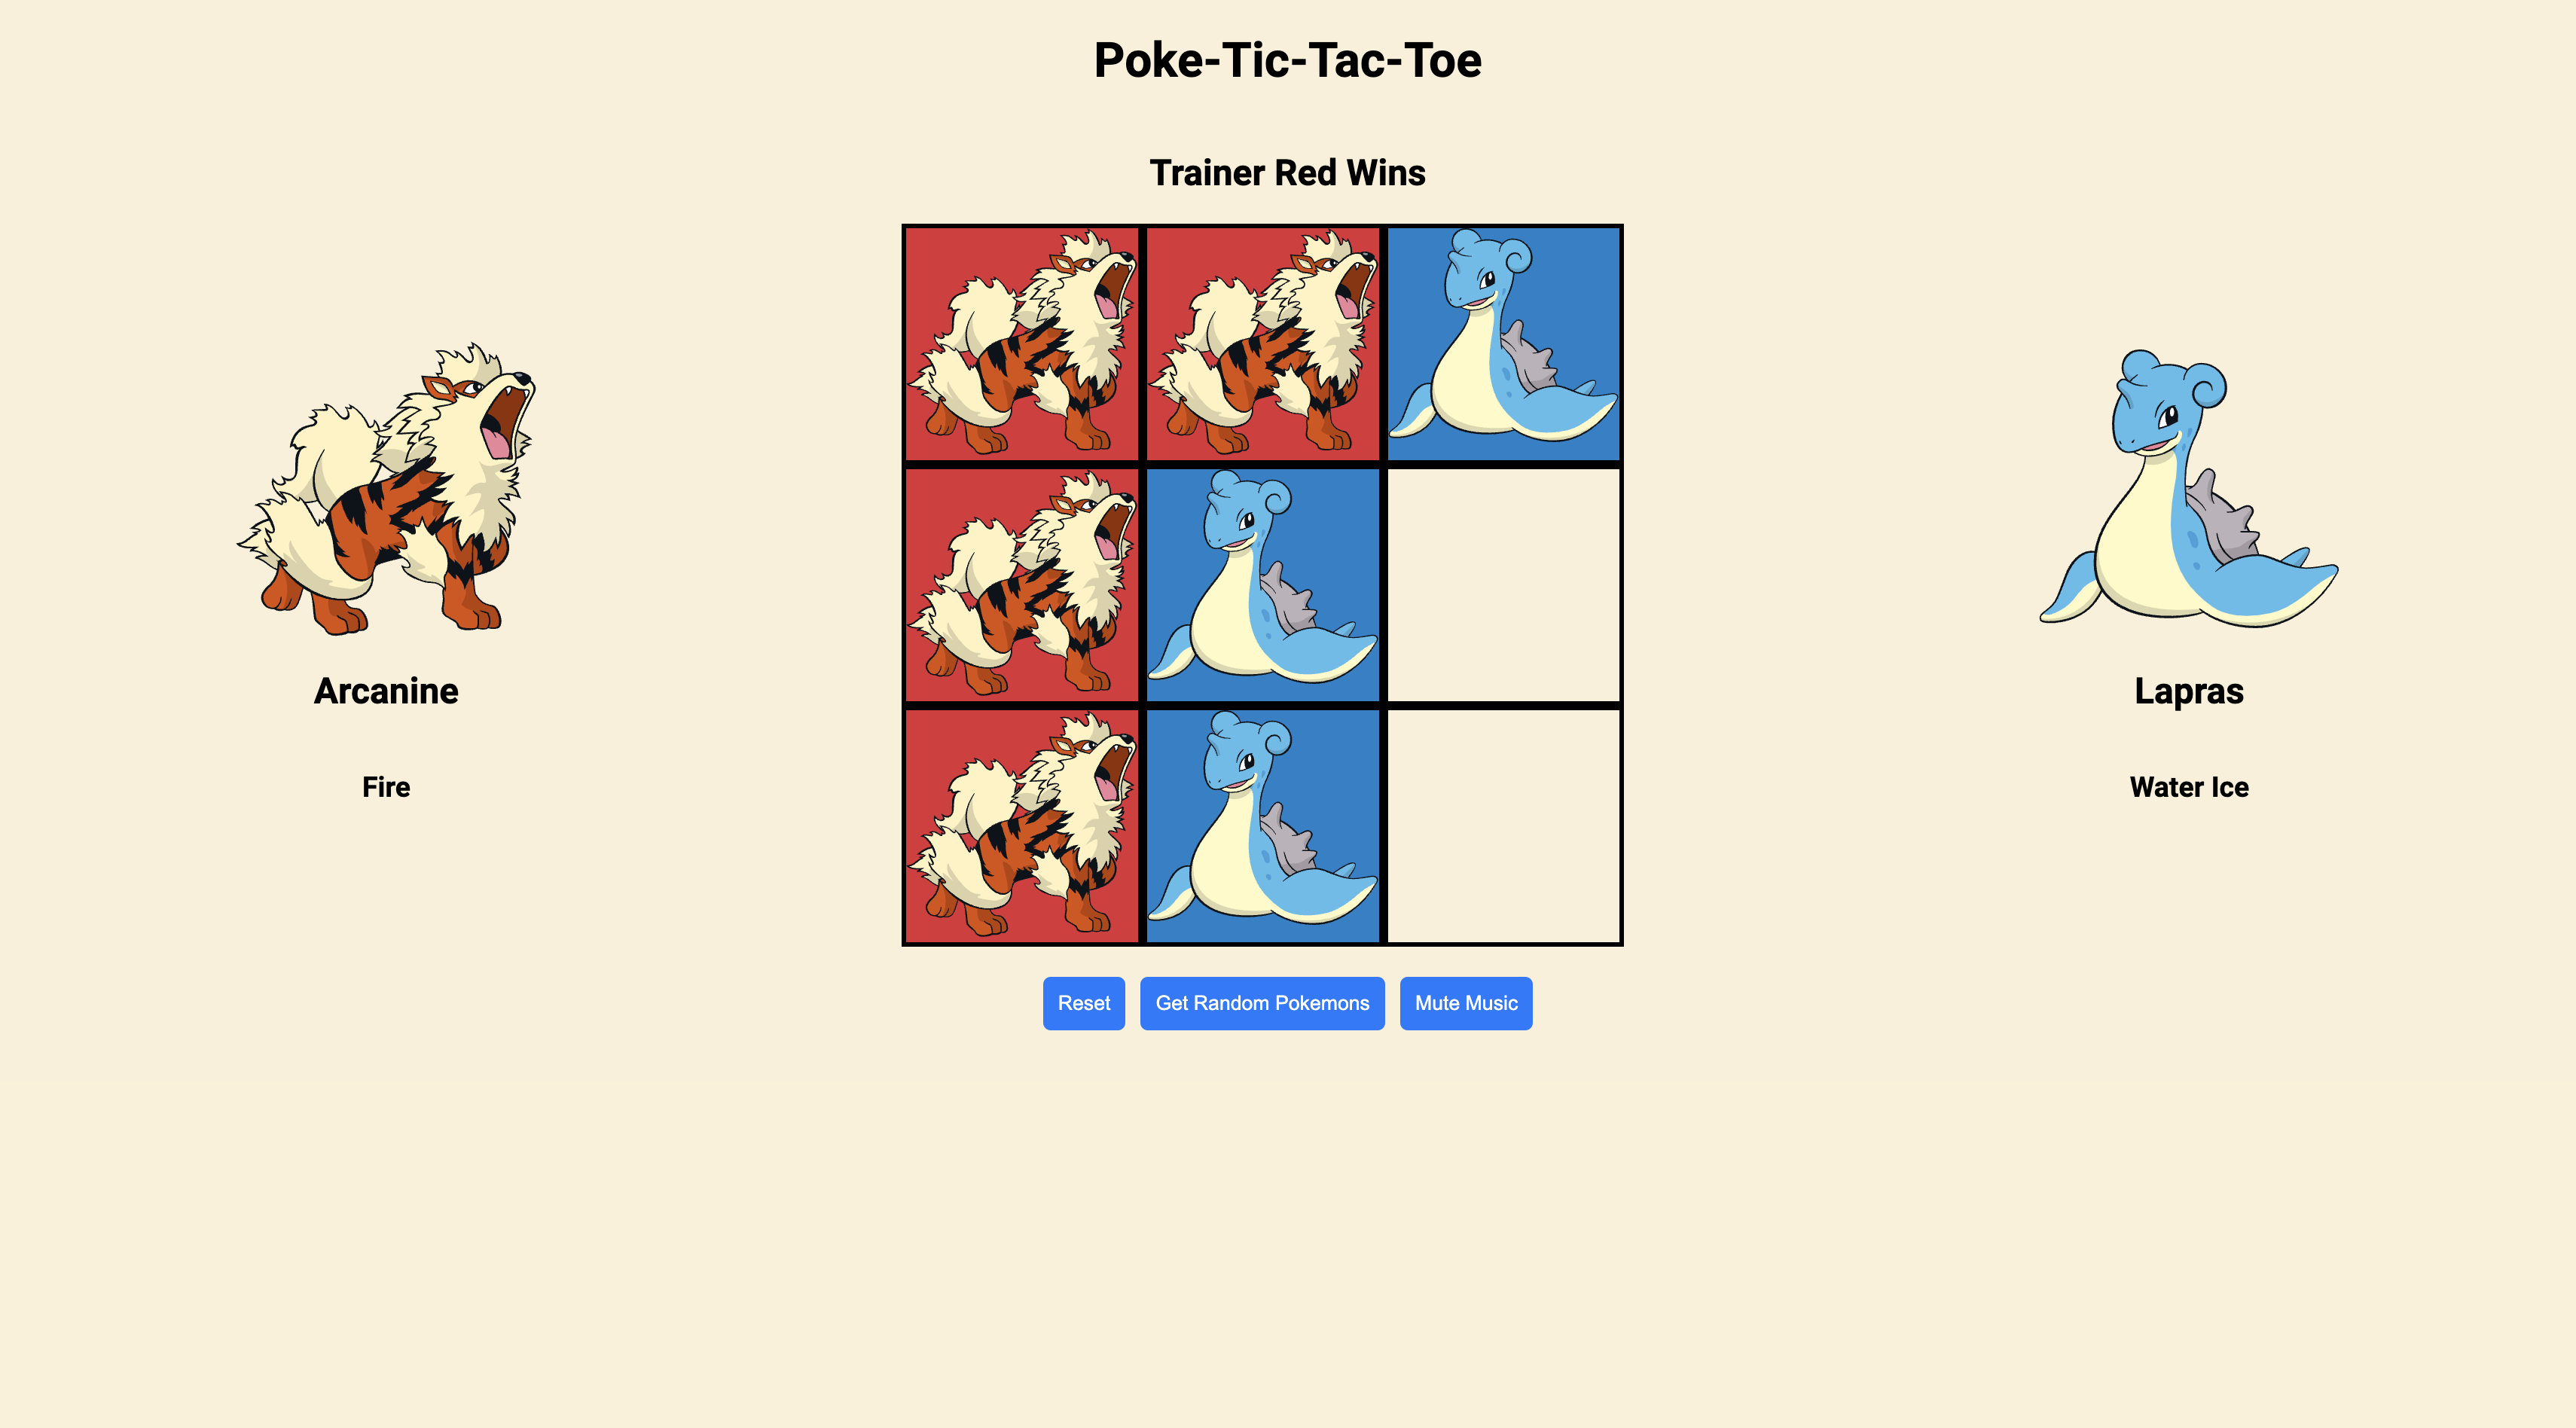 Poke-Tic-Tac-Toe
Trainer Red Wins
Arcanine
Fire
Lapras
Water Ice
Reset
Get Random Pokemons
Mute Music